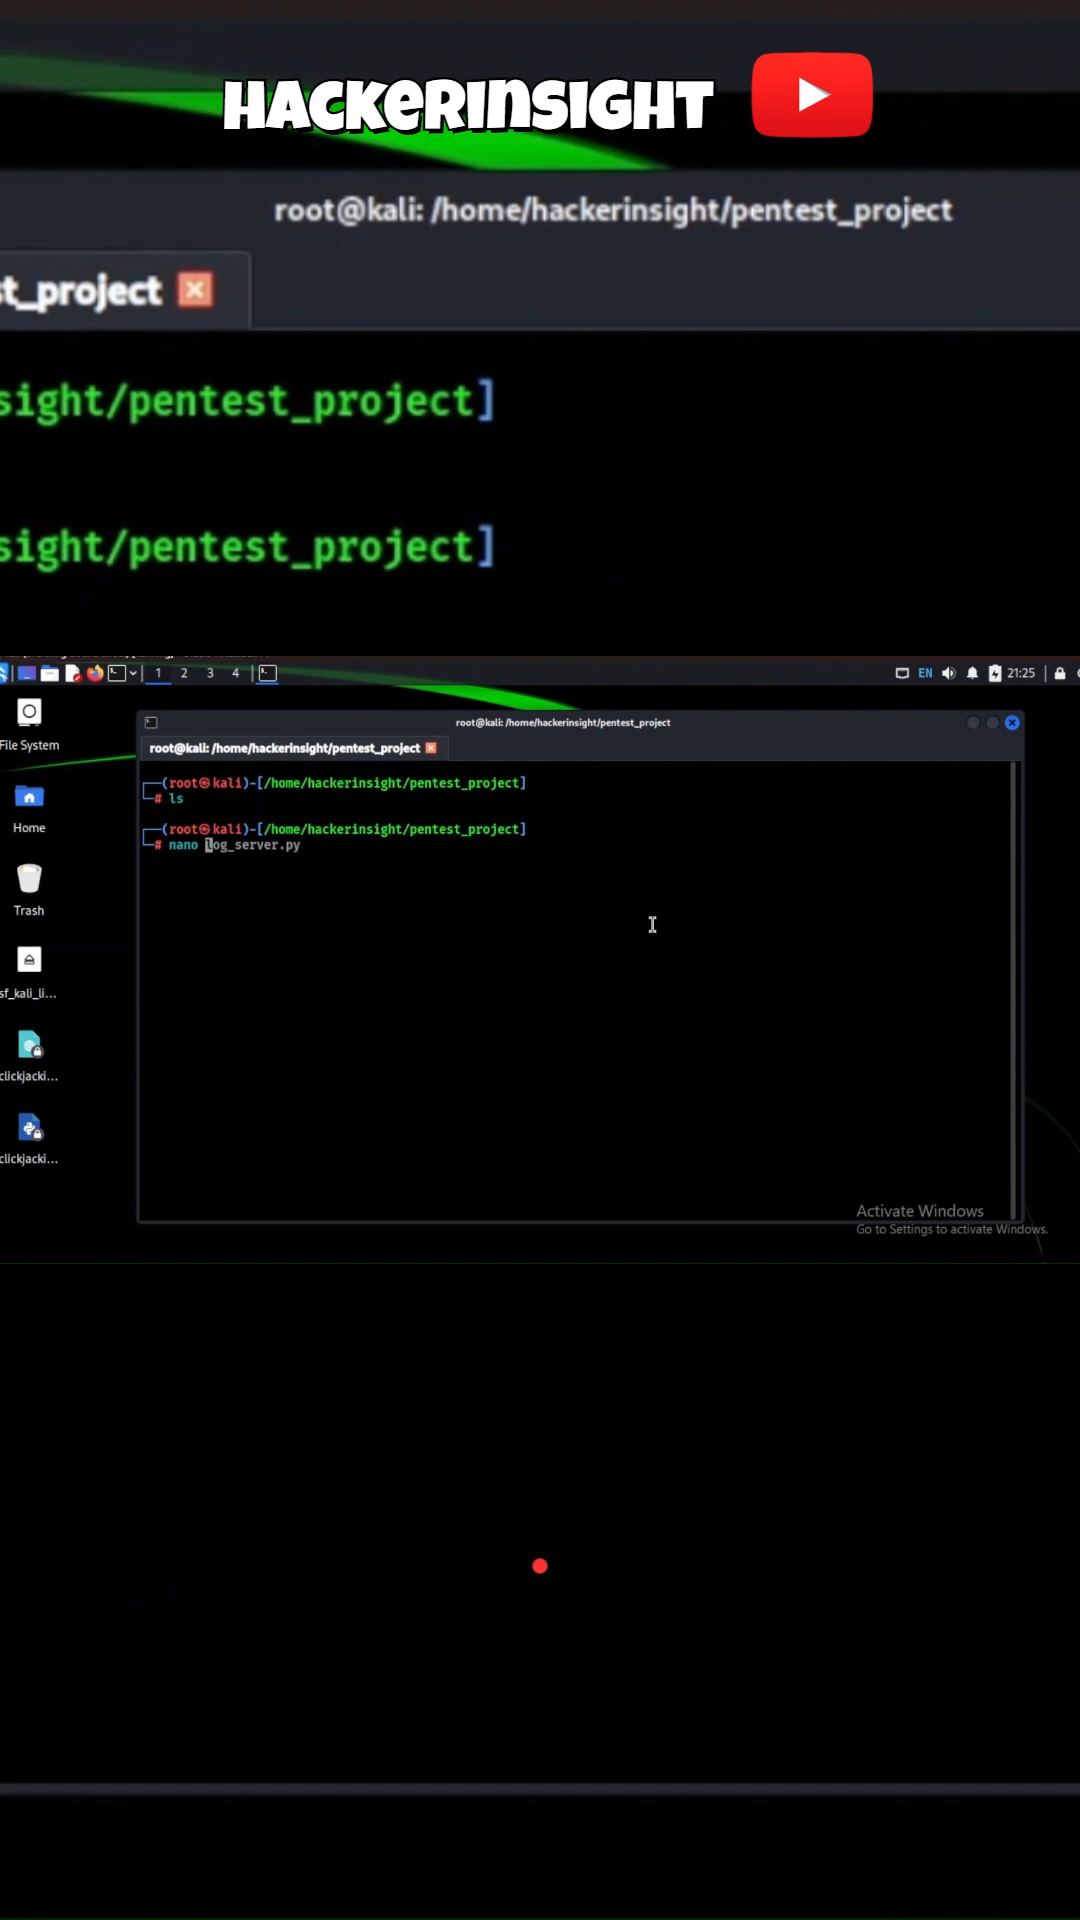 HACKERINSIGHT
root@kali: /home/hackerinsight/pentest_project
st_project
sight/pentest_project]
sight/pentest_project]
1 2 3 4
EN 21:25
File System
root@kali: /home/hackerinsight/pentest_project
root@kali: /home/hackerinsight/pentest_project
(root㉿kali)-[/home/hackerinsight/pentest_project]
# ls
Home
(root㉿kali)-[/home/hackerinsight/pentest_project]
# nano log_server.py
Trash
sf_kali_li...
clickjacki...
clickjacki...
Activate Windows
Go to Settings to activate Windows.